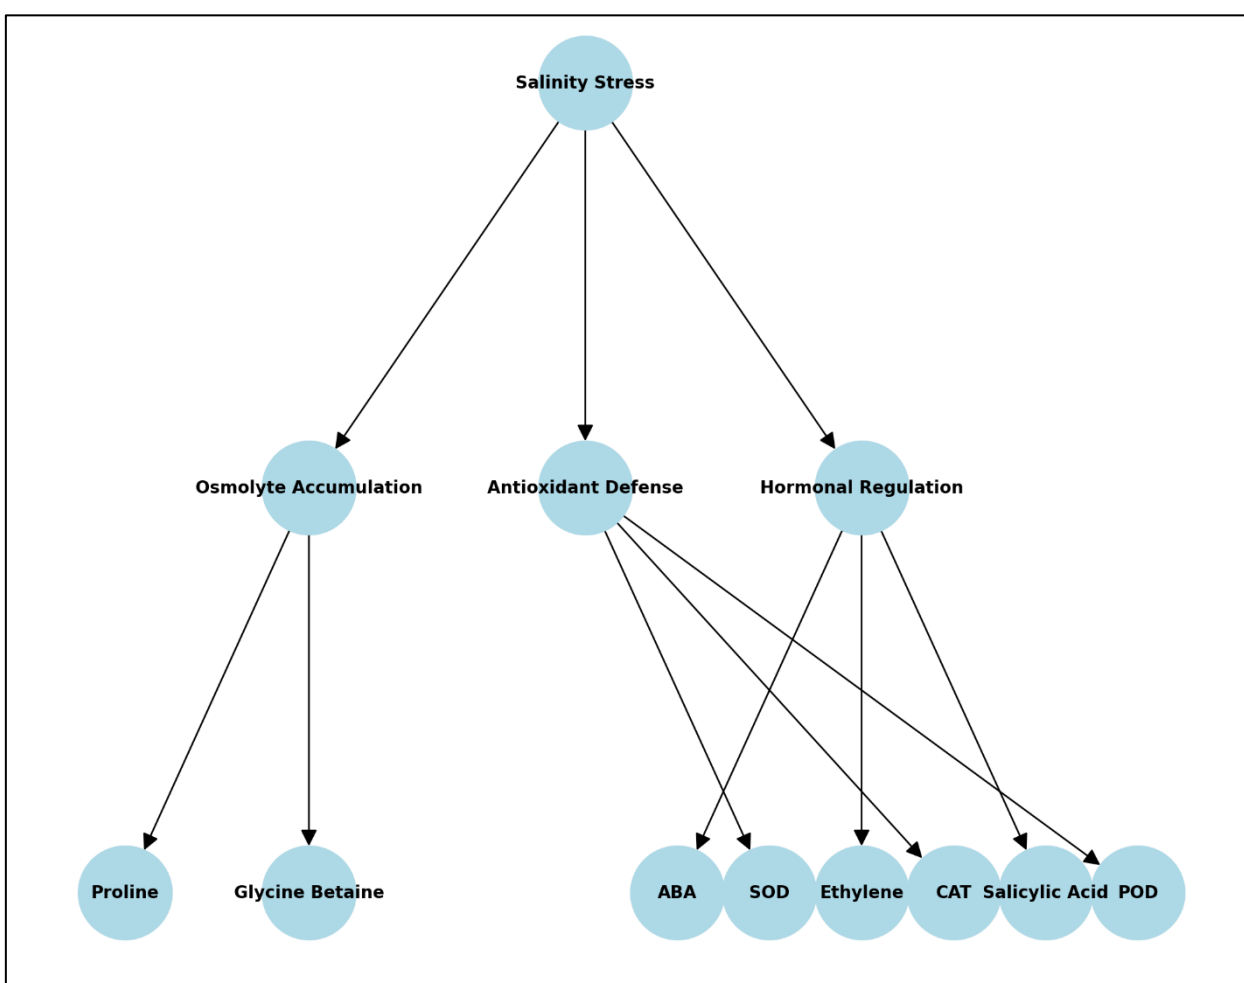 Salinity Stress
Osmolyte Accumulation
Antioxidant Defense
Hormonal Regulation
Proline
Glycine Betaine
ABA
SOD
Ethylene
CAT
Salicylic Acid
POD